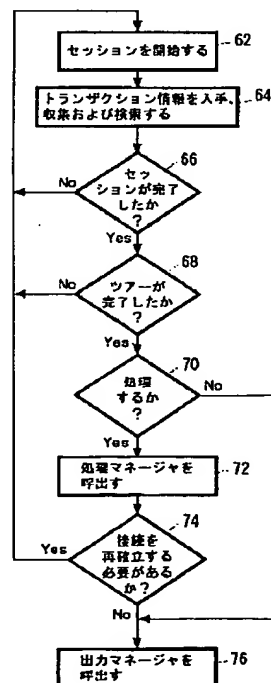 セッションを開始する
62
トランザクション情報を入手、
収集および検索する
64
セッ
ションが完了
したか
?
66
No
Yes
ツアーが
完了したか
?
68
No
Yes
処理
するか
?
70
No
Yes
処理マネージャを
呼出す
72
接続を
再確立する
必要がある
か?
74
Yes
No
出力マネージャを
呼出す
76